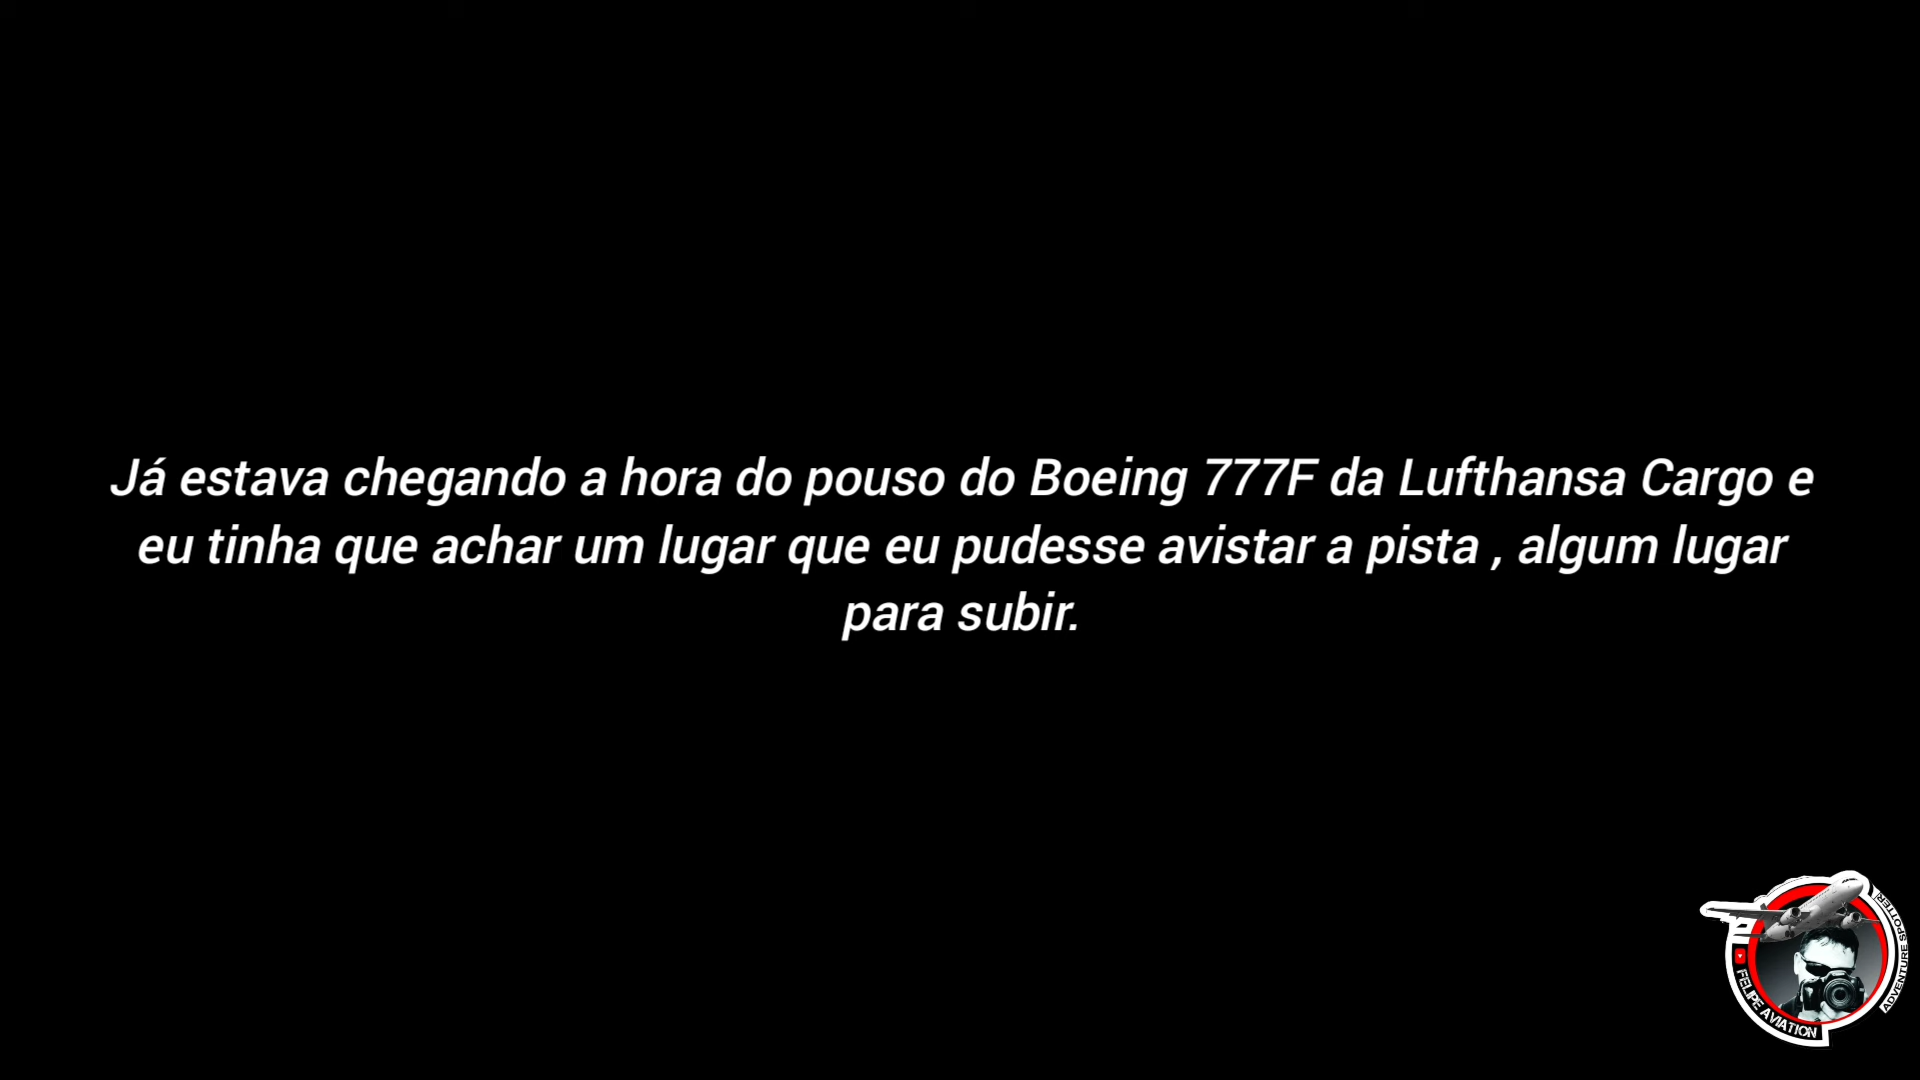 Já estava chegando a hora do pouso do Boeing 777F da Lufthansa Cargo e
eu tinha que achar um lugar que eu pudesse avistar a pista , algum lugar
para subir.
FELIPE AVIATION
ADVENTURE SPOTTER